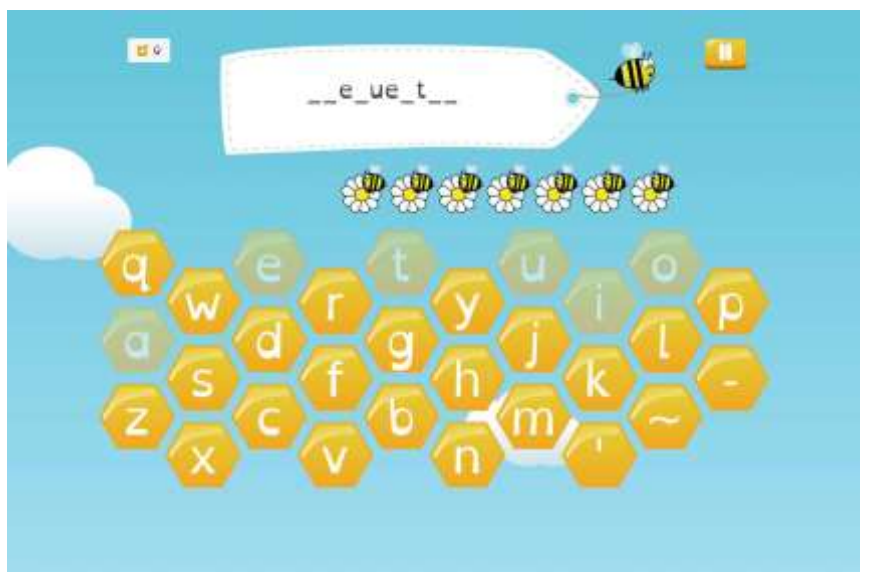 __e_ue_t__
q e t u o
w r y i p
a d g j l
s f h k -
z c b m ~
x v n '